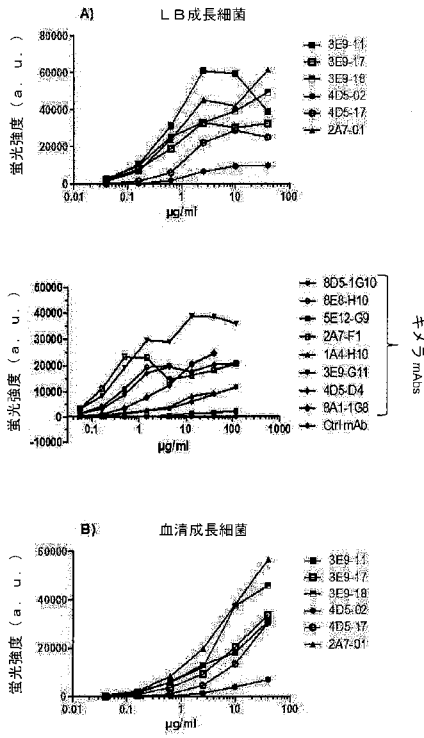 A) LB成長細菌
蛍光強度（a. u.）
80000
60000
40000
20000
0
0.01 0.1 1 10 100
µg/ml
3E9-11
3E9-17
3E9-18
4D5-02
4D5-17
2A7-01
蛍光強度（a. u.）
50000
40000
30000
20000
10000
0
-10000
0.06 0.1 1 10 100 1000
µg/ml
8D5-1G10
8E8-H10
5E12-G9
2A7-F1
1A4-H10
3E9-G11
4D5-D4
8A1-1G8
Ctrl mAb
キメラ mAbs
B) 血清成長細菌
蛍光強度（a. u.）
60000
40000
20000
0
0.01 0.1 1 10 100
µg/ml
3E9-11
3E9-17
3E9-18
4D5-02
4D5-17
2A7-01